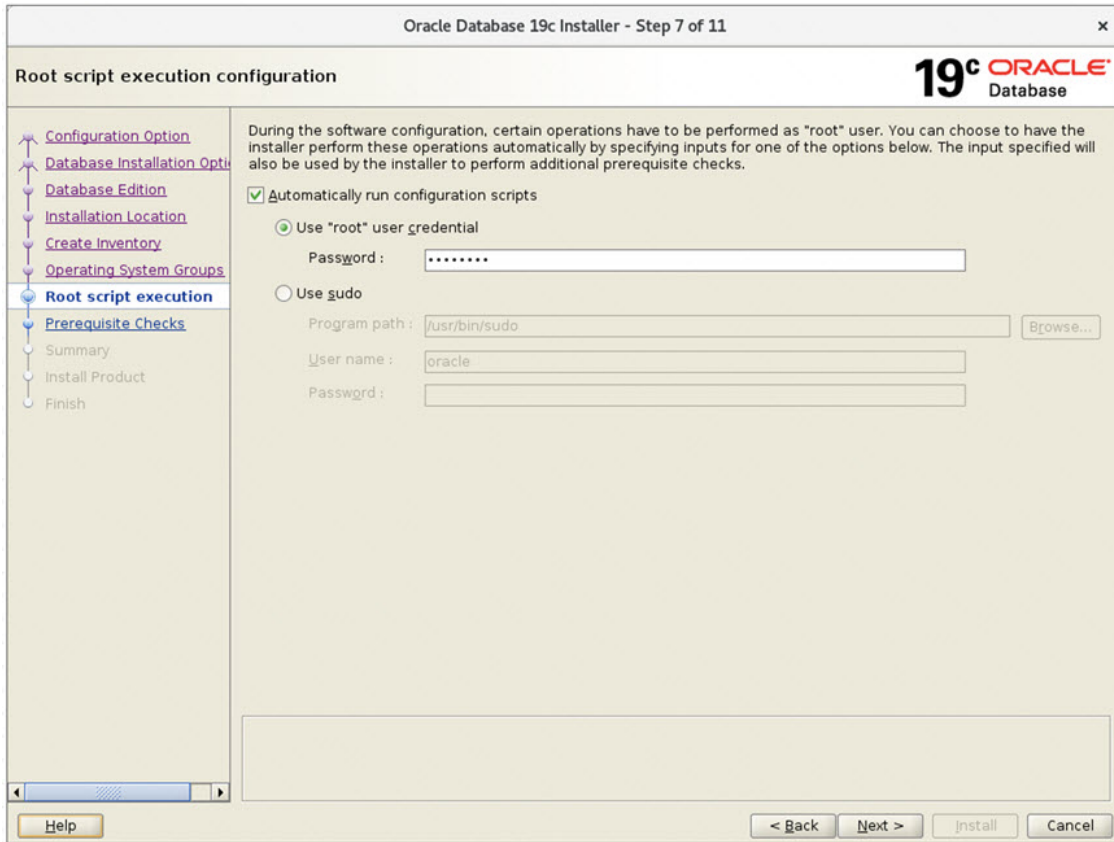 Oracle Database 19c Installer - Step 7 of 11
Root script execution configuration
19c ORACLE
Database
Configuration Option
Database Installation Opti
Database Edition
Installation Location
Create Inventory
Operating System Groups
Root script execution
Prerequisite Checks
Summary
Install Product
Finish
During the software configuration, certain operations have to be performed as "root" user. You can choose to have the
installer perform these operations automatically by specifying inputs for one of the options below. The input specified will
also be used by the installer to perform additional prerequisite checks.
Automatically run configuration scripts
Use "root" user credential
Password :
Use sudo
Program path : /usr/bin/sudo Browse...
User name : oracle
Password :
Help < Back Next > Install Cancel